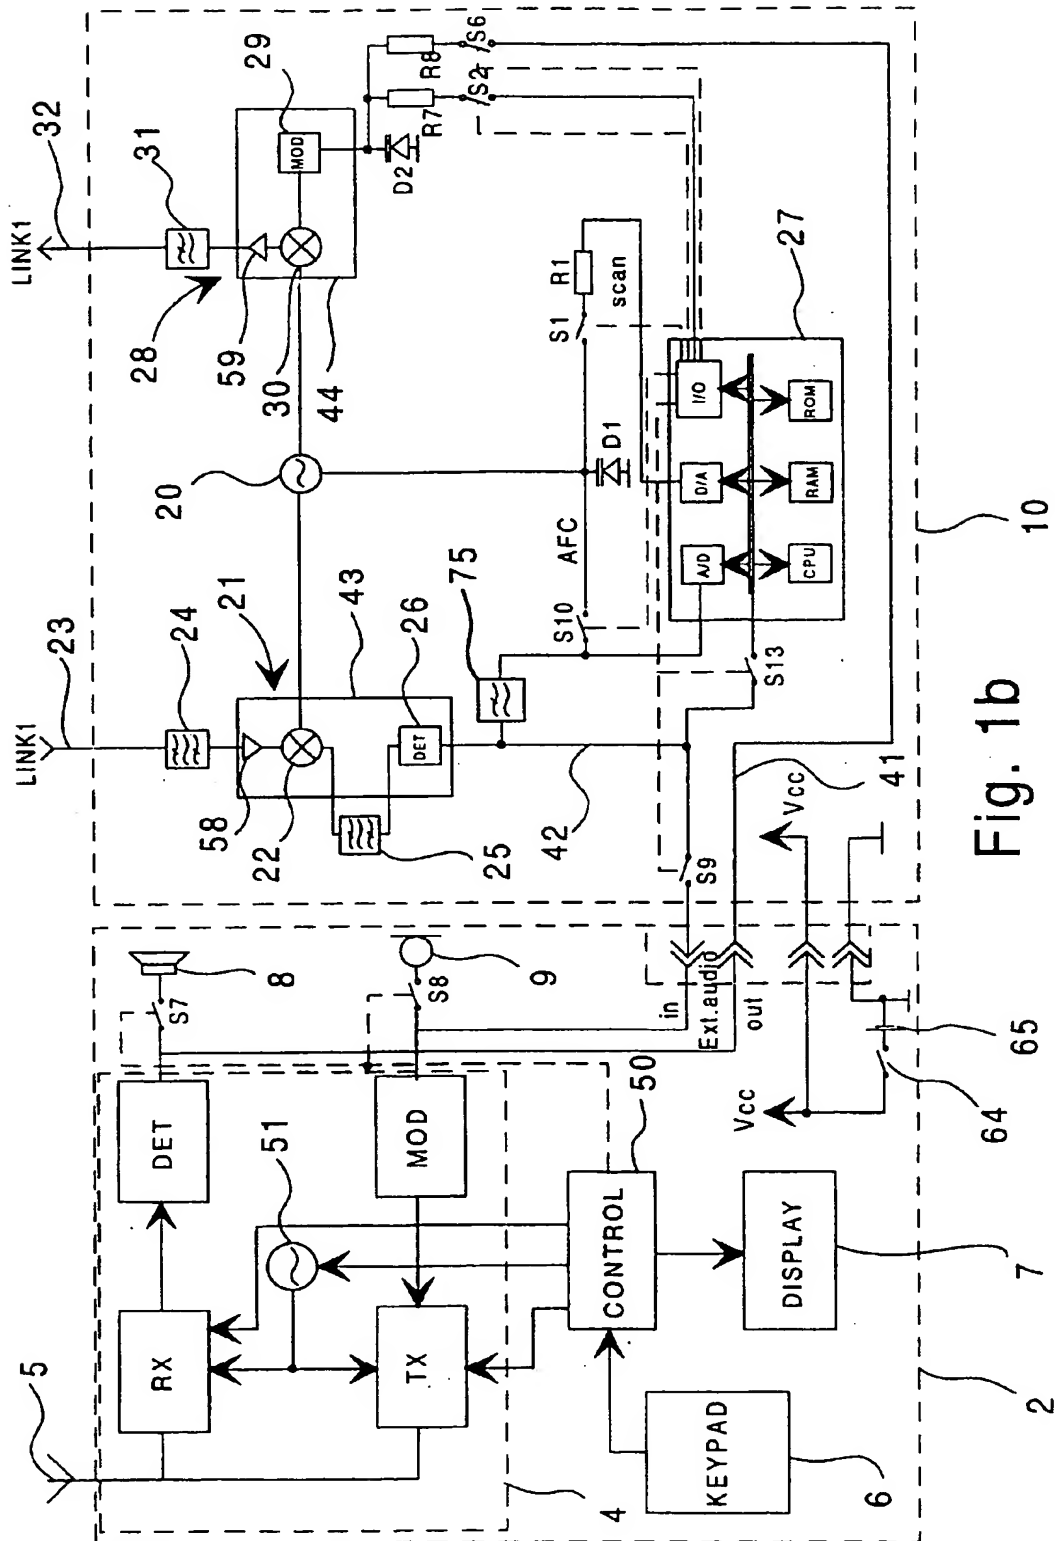 5
RX
DET
S7
8
51
TX
MOD
S8
9
4
KEYPAD
6
CONTROL
50
DISPLAY
7
in
Ext.audio
out
Vcc
64
65
2
LINK1
23
24
21
58
22
43
25
26
DET
75
42
S9
41
Vcc
20
AFC
S10
D1
S1
R1
scan
S13
A/D
D/A
I/O
CPU
RAM
ROM
27
LINK1
32
31
28
59
30
44
29
MOD
D2
R7
R8
S2
S6
10
Fig. 1b